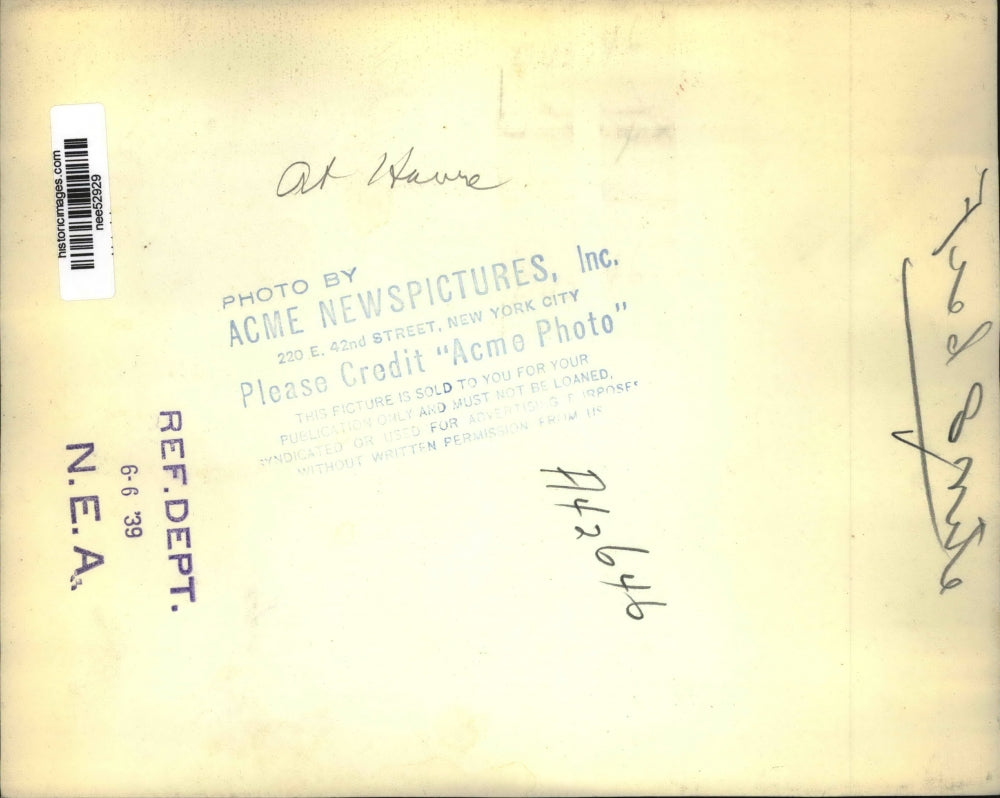 historicimages.com
nee52929
At Havre
PHOTO BY
ACME NEWSPICTURES, Inc.
220 E. 42nd STREET, NEW YORK CITY
Please Credit "Acme Photo"
THIS PICTURE IS SOLD TO YOU FOR YOUR
PUBLICATION ONLY AND MUST NOT BE LOANED,
SYNDICATED OR USED FOR ADVERTISING PURPOSES
WITHOUT WRITTEN PERMISSION FROM US
REF. DEPT.
6-6 '39
N.E.A.
A42646